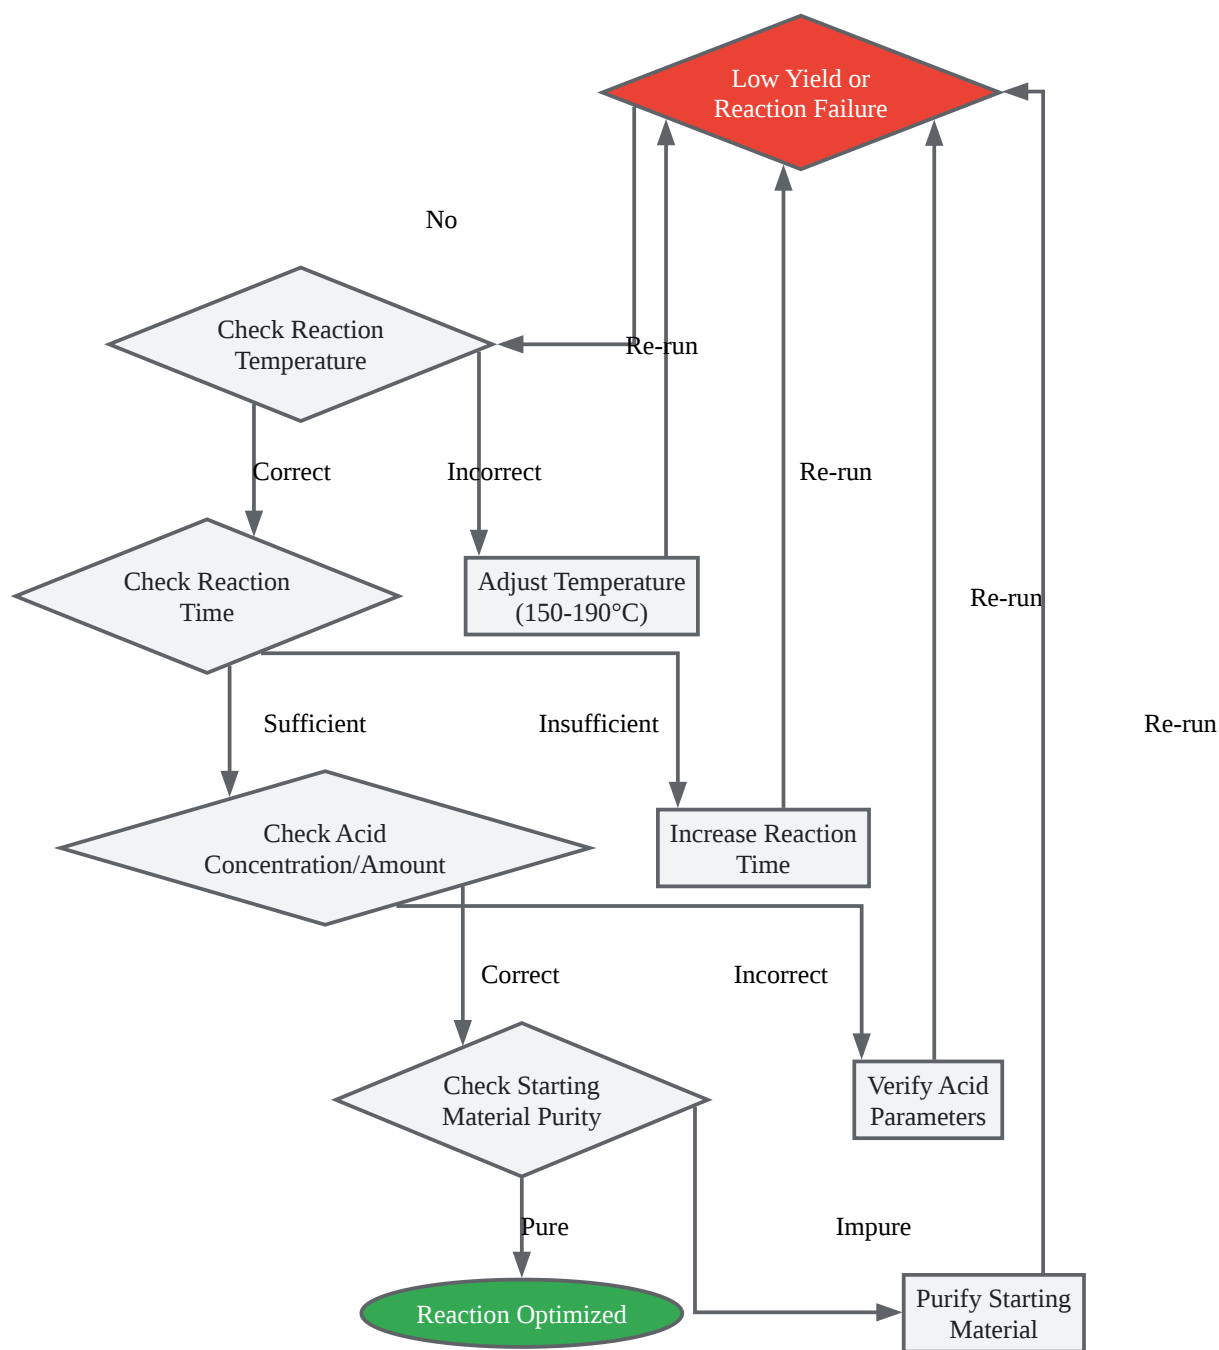 Low Yield or
Reaction Failure
No
Check Reaction
Temperature
Re-run
Correct
Incorrect
Re-run
Check Reaction
Time
Adjust Temperature
(150-190°C)
Re-run
Sufficient
Insufficient
Re-run
Check Acid
Concentration/Amount
Increase Reaction
Time
Correct
Incorrect
Check Starting
Material Purity
Verify Acid
Parameters
Pure
Impure
Reaction Optimized
Purify Starting
Material